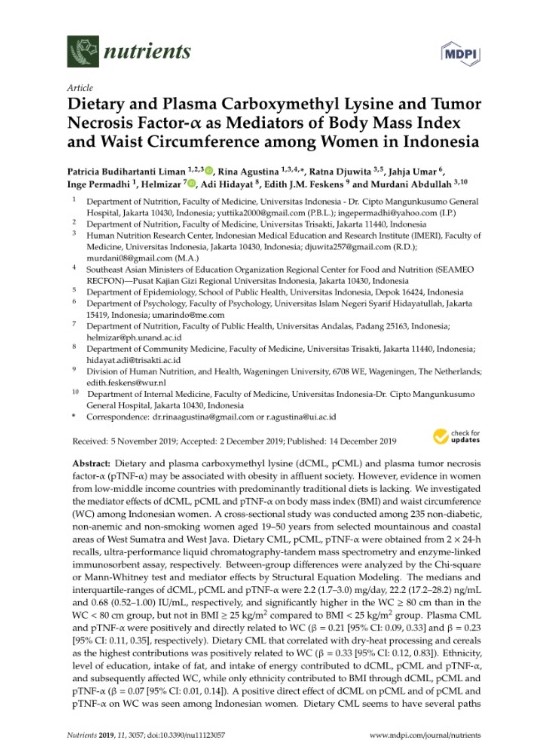 nutrients
MDPI
Article
Dietary and Plasma Carboxymethyl Lysine and Tumor
Necrosis Factor-α as Mediators of Body Mass Index
and Waist Circumference among Women in Indonesia
Patricia Budihartanti Liman 1,2,3, Rina Agustina 1,3,4,*, Ratna Djuwita 3,5, Jahja Umar 6,
Inge Permadhi 1, Helmizar 7, Adi Hidayat 8, Edith J.M. Feskens 9 and Murdani Abdullah 3,10
1 Department of Nutrition, Faculty of Medicine, Universitas Indonesia - Dr. Cipto Mangunkusumo General
Hospital, Jakarta 10430, Indonesia; yuttika2000@gmail.com (P.B.L.); ingepermadhi@yahoo.com (I.P.)
2 Department of Nutrition, Faculty of Medicine, Universitas Trisakti, Jakarta 11440, Indonesia
3 Human Nutrition Research Center, Indonesian Medical Education and Research Institute (IMERI), Faculty of
Medicine, Universitas Indonesia, Jakarta 10430, Indonesia; djuwita257@gmail.com (R.D.);
murdani08@gmail.com (M.A.)
4 Southeast Asian Ministers of Education Organization Regional Center for Food and Nutrition (SEAMEO
RECFON)—Pusat Kajian Gizi Regional Universitas Indonesia, Jakarta 10430, Indonesia
5 Department of Epidemiology, School of Public Health, Universitas Indonesia, Depok 16424, Indonesia
6 Department of Psychology, Faculty of Psychology, Universitas Islam Negeri Syarif Hidayatullah, Jakarta
15419, Indonesia; umarindo@me.com
7 Department of Nutrition, Faculty of Public Health, Universitas Andalas, Padang 25163, Indonesia;
helmizar@ph.unand.ac.id
8 Department of Community Medicine, Faculty of Medicine, Universitas Trisakti, Jakarta 11440, Indonesia;
hidayat.adi@trisakti.ac.id
9 Division of Human Nutrition, and Health, Wageningen University, 6708 WE, Wageningen, The Netherlands;
edith.feskens@wur.nl
10 Department of Internal Medicine, Faculty of Medicine, Universitas Indonesia-Dr. Cipto Mangunkusumo
General Hospital, Jakarta 10430, Indonesia
* Correspondence: dr.rinaagustina@gmail.com or r.agustina@ui.ac.id
Received: 5 November 2019; Accepted: 2 December 2019; Published: 14 December 2019
check for
updates
Abstract: Dietary and plasma carboxymethyl lysine (dCML, pCML) and plasma tumor necrosis
factor-α (pTNF-α) may be associated with obesity in affluent society. However, evidence in women
from low-middle income countries with predominantly traditional diets is lacking. We investigated
the mediator effects of dCML, pCML and pTNF-α on body mass index (BMI) and waist circumference
(WC) among Indonesian women. A cross-sectional study was conducted among 235 non-diabetic,
non-anemic and non-smoking women aged 19–50 years from selected mountainous and coastal
areas of West Sumatra and West Java. Dietary CML, pCML, pTNF-α were obtained from 2 × 24-h
recalls, ultra-performance liquid chromatography-tandem mass spectrometry and enzyme-linked
immunosorbent assay, respectively. Between-group differences were analyzed by the Chi-square
or Mann-Whitney test and mediator effects by Structural Equation Modeling. The medians and
interquartile-ranges of dCML, pCML and pTNF-α were 2.2 (1.7–3.0) mg/day, 22.2 (17.2–28.2) ng/mL
and 0.68 (0.52–1.00) IU/mL, respectively, and significantly higher in the WC ≥ 80 cm than in the
WC < 80 cm group, but not in BMI ≥ 25 kg/m2 compared to BMI < 25 kg/m2 group. Plasma CML
and pTNF-α were positively and directly related to WC (β = 0.21 [95% CI: 0.09, 0.33] and β = 0.23
[95% CI: 0.11, 0.35], respectively). Dietary CML that correlated with dry-heat processing and cereals
as the highest contributions was positively related to WC (β = 0.33 [95% CI: 0.12, 0.83]). Ethnicity,
level of education, intake of fat, and intake of energy contributed to dCML, pCML and pTNF-α,
and subsequently affected WC, while only ethnicity contributed to BMI through dCML, pCML and
pTNF-α (β = 0.07 [95% CI: 0.01, 0.14]). A positive direct effect of dCML on pCML and of pCML and
pTNF-α on WC was seen among Indonesian women. Dietary CML seems to have several paths
Nutrients 2019, 11, 3057; doi:10.3390/nu11123057
www.mdpi.com/journal/nutrients